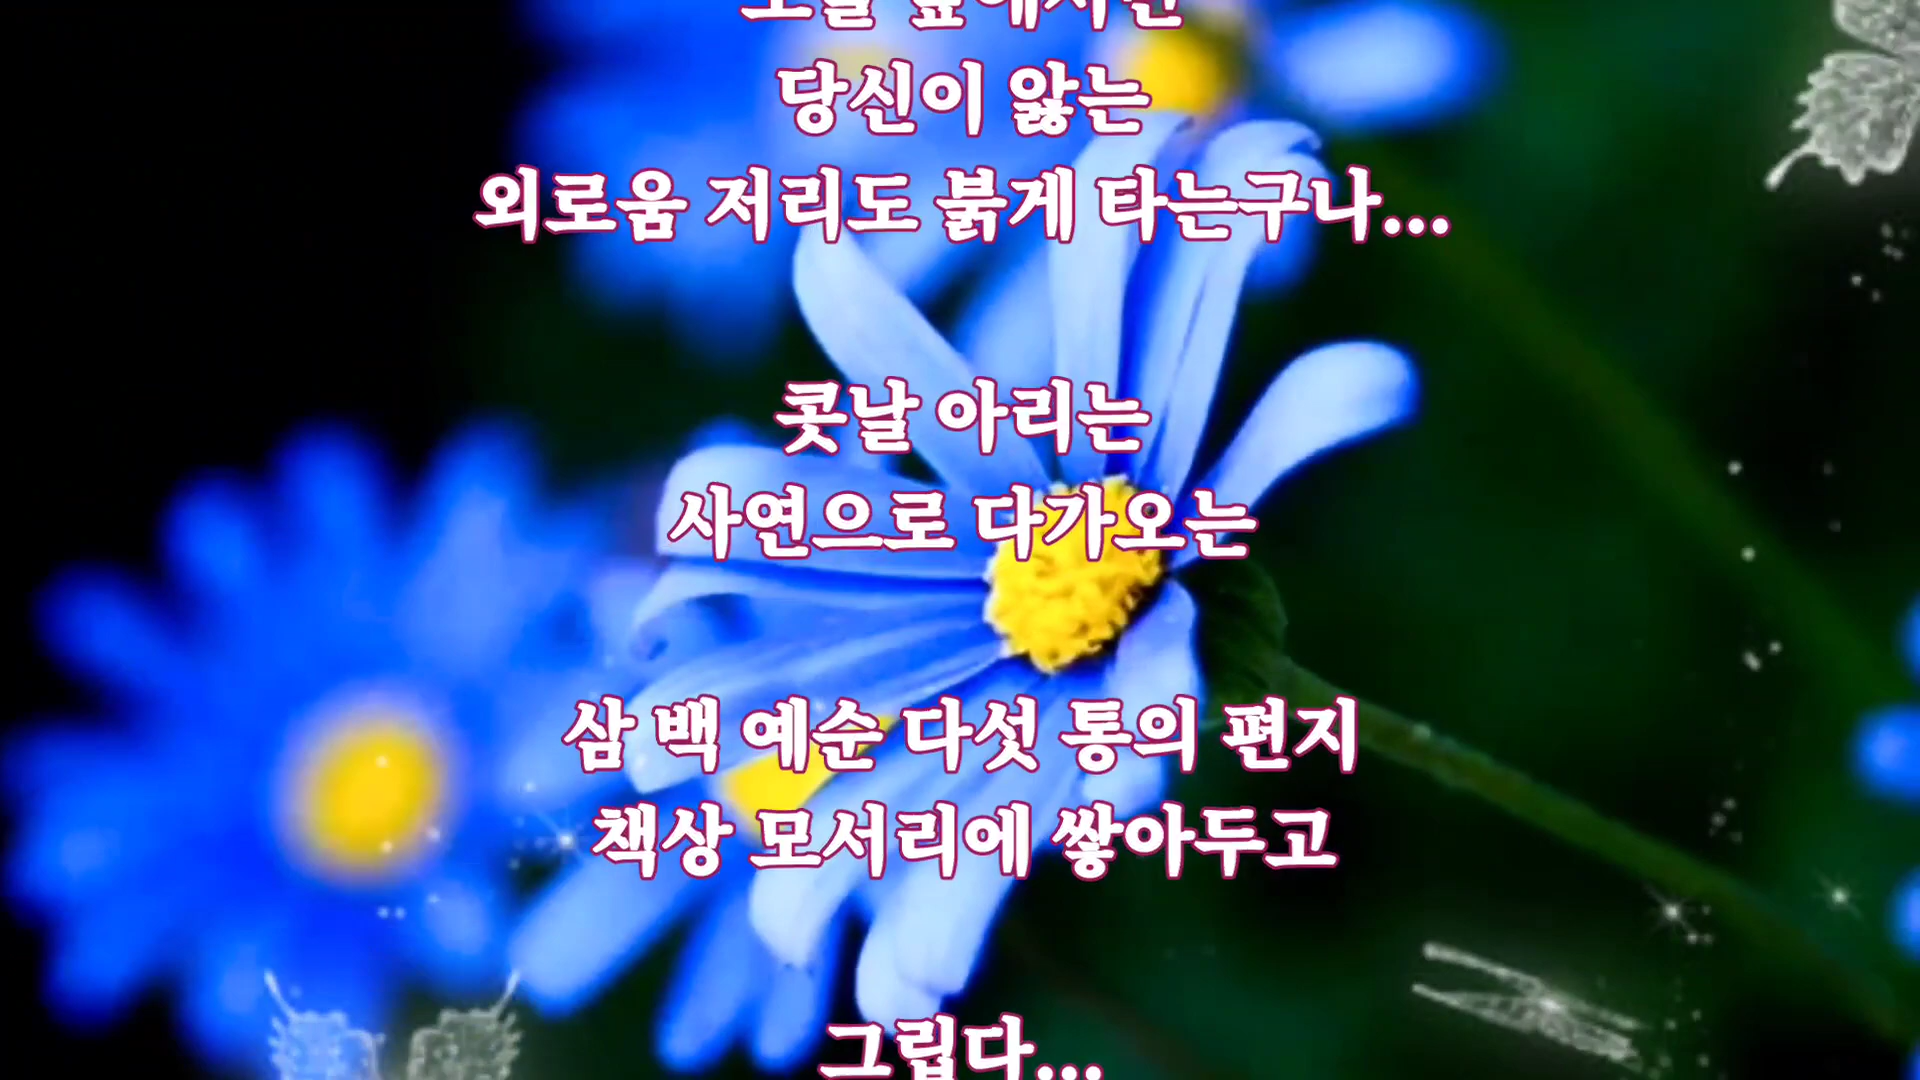 당신이 앓는
외로움 저리도 붉게 타는구나...
콧날 아리는
사연으로 다가오는
삼 백 예순 다섯 통의 편지
책상 모서리에 쌓아두고
그립다...